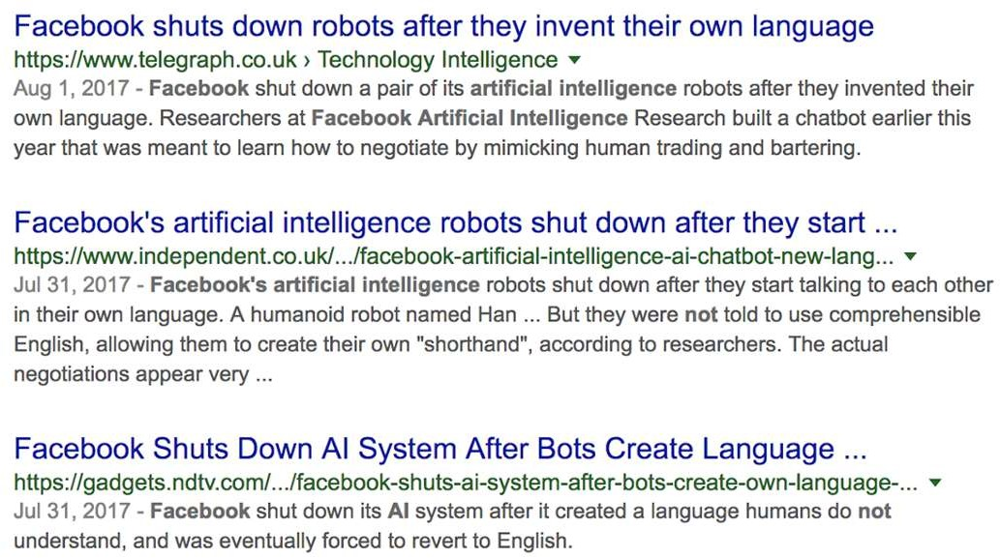 Facebook shuts down robots after they invent their own language
https://www.telegraph.co.uk › Technology Intelligence ▼
Aug 1, 2017 - Facebook shut down a pair of its artificial intelligence robots after they invented their
own language. Researchers at Facebook Artificial Intelligence Research built a chatbot earlier this
year that was meant to learn how to negotiate by mimicking human trading and bartering.
Facebook's artificial intelligence robots shut down after they start ...
https://www.independent.co.uk/.../facebook-artificial-intelligence-ai-chatbot-new-lang... ▼
Jul 31, 2017 - Facebook's artificial intelligence robots shut down after they start talking to each other
in their own language. A humanoid robot named Han ... But they were not told to use comprehensible
English, allowing them to create their own "shorthand", according to researchers. The actual
negotiations appear very ...
Facebook Shuts Down AI System After Bots Create Language ...
https://gadgets.ndtv.com/.../facebook-shuts-ai-system-after-bots-create-own-language-... ▼
Jul 31, 2017 - Facebook shut down its AI system after it created a language humans do not
understand, and was eventually forced to revert to English.